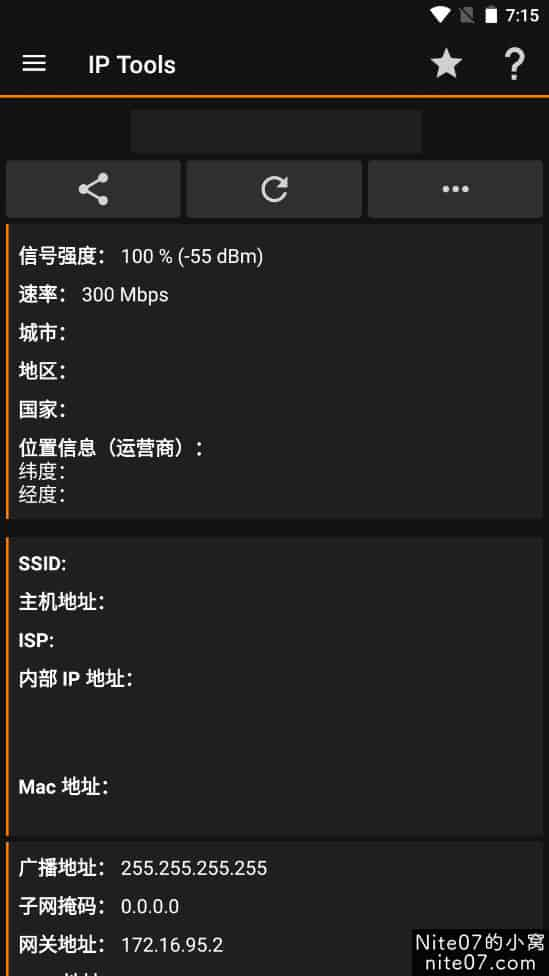 7:15
IP Tools
信号强度： 100 % (-55 dBm)
速率： 300 Mbps
城市：
地区：
国家：
位置信息（运营商）：
纬度：
经度：
SSID:
主机地址：
ISP:
内部 IP 地址：
Mac 地址：
广播地址： 255.255.255.255
子网掩码： 0.0.0.0
网关地址： 172.16.95.2
Nite07的小窝
nite07.com